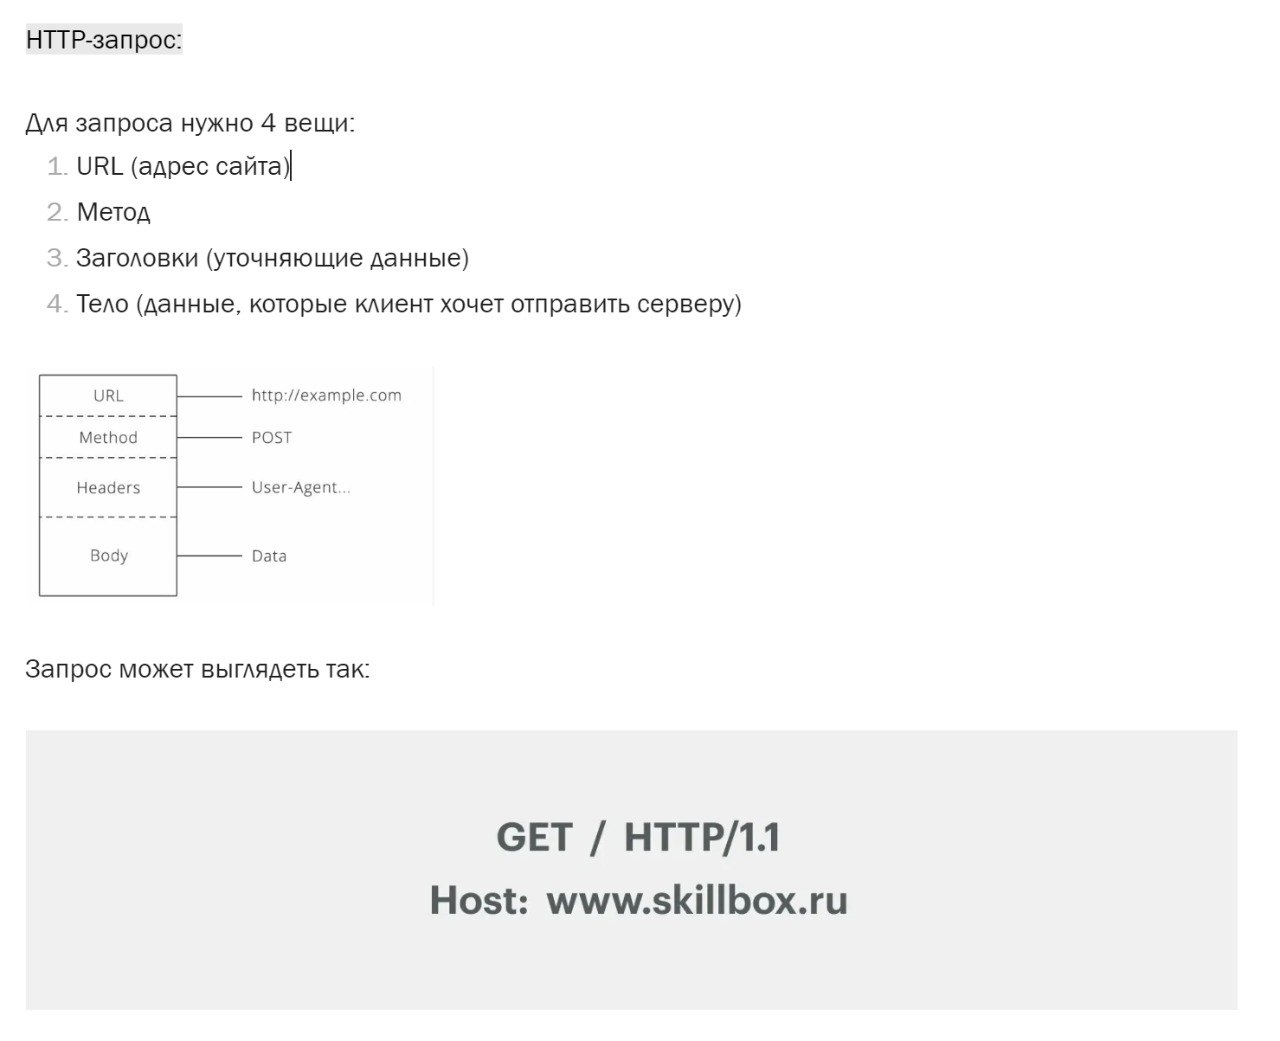 HTTP-запрос:
Для запроса нужно 4 вещи:
1. URL (адрес сайта)
2. Метод
3. Заголовки (уточняющие данные)
4. Тело (данные, которые клиент хочет отправить серверу)
URL http://example.com
Method POST
Headers User-Agent...
Body Data
Запрос может выглядеть так:
GET / HTTP/1.1
Host: www.skillbox.ru